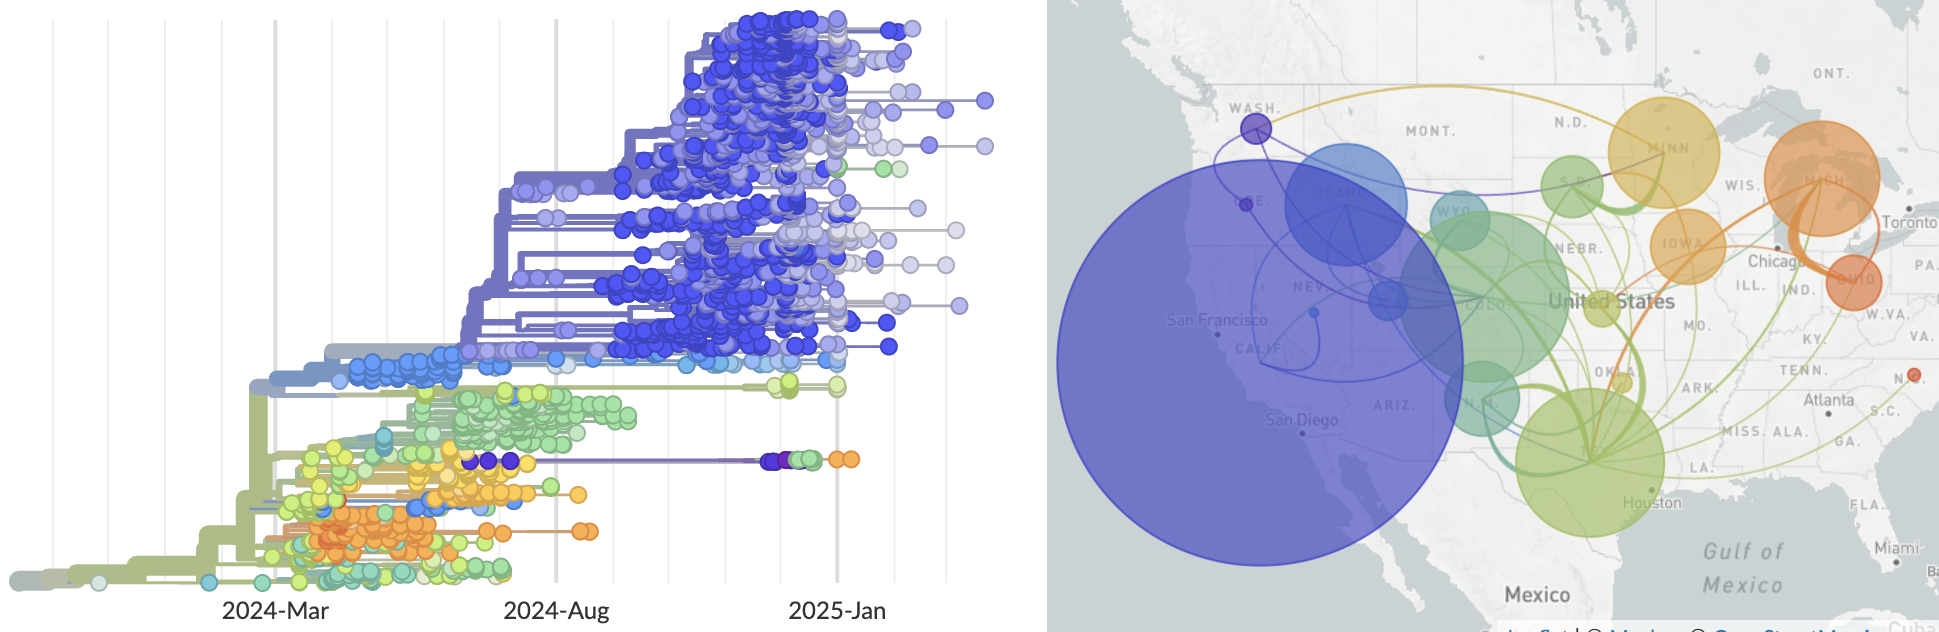 2024-Mar
2024-Aug
2025-Jan
ONT.
WASH.
MONT.
N.D.
MINN.
WIS.
MICH.
Toronto
ORE.
IDAHO
WYO.
S.D.
IOWA
NEBR.
Chicago
PA.
OHIO
ILL.
IND.
NEV.
COLO.
United States
San Francisco
W.VA.
MO.
VA.
CALIF.
KY.
OKLA.
TENN.
N.C.
ARK.
ARIZ.
Atlanta
S.C.
San Diego
MISS.
ALA.
GA.
LA.
Houston
FLA.
Gulf of
Mexico
Miami
Mexico
Cuba